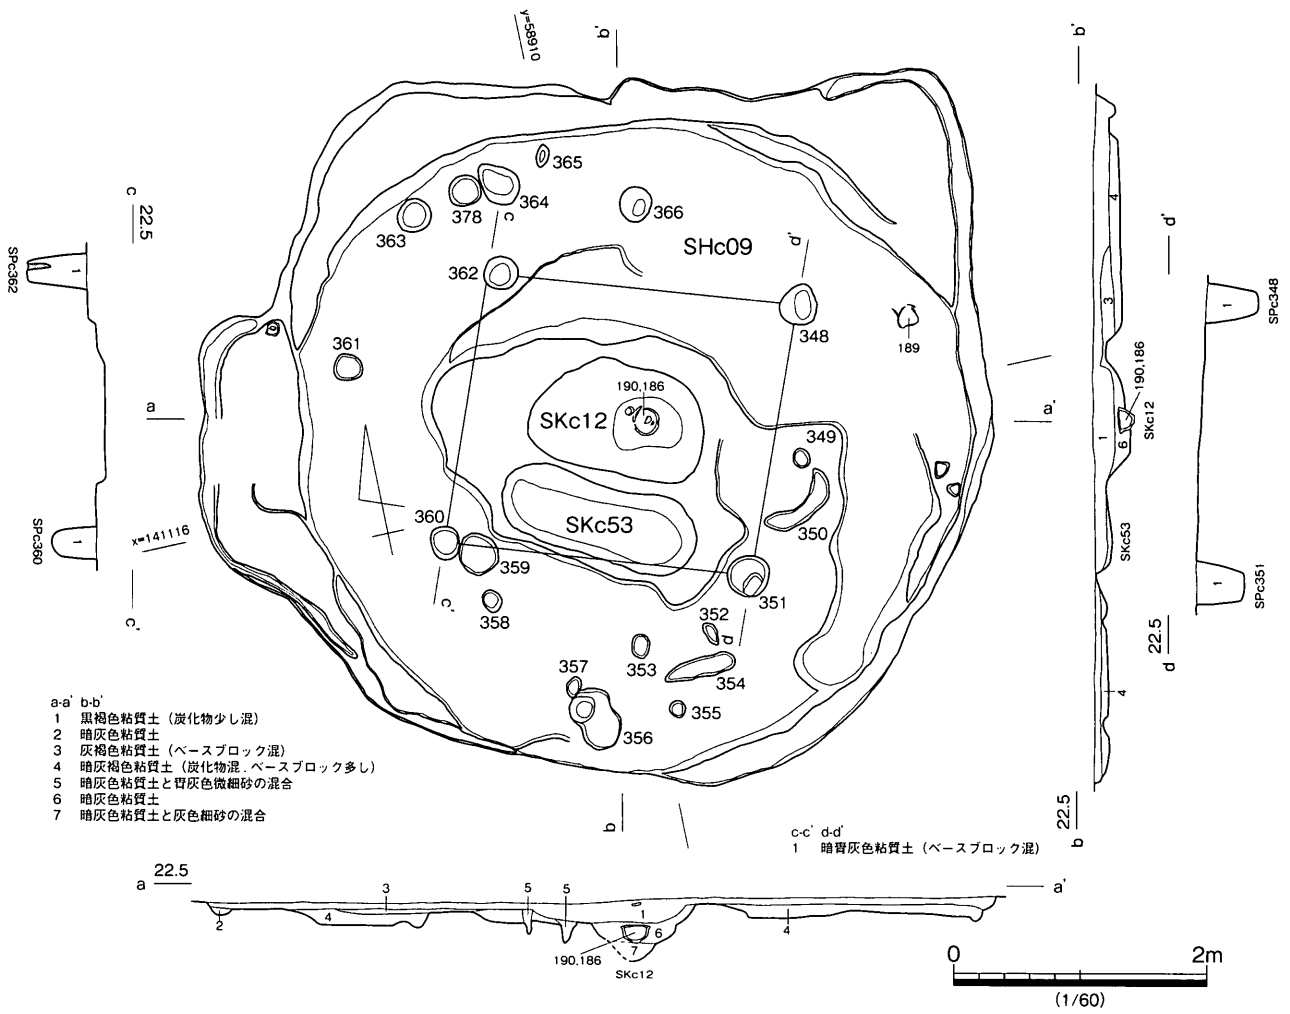 y=58910
b'
b'
c
22.5
SPc362
1
365
364
378
c
363
366
SHc09
d'
362
348
189
361
a
a'
190,186
SKc12
349
SKc53
350
360
359
351
358
c'
352
d
353
354
357
355
356
x=141116
SPc360
1
c'
4
3
190,186
SKc12
1
6
SKc53
4
22.5
b
d'
1
SPc348
1
SPc351
22.5
d
b
a-a' b-b'
1 黒褐色粘質土（炭化物少し混）
2 暗灰色粘質土
3 灰褐色粘質土（ベースブロック混）
4 暗灰褐色粘質土（炭化物混．ベースブロック多し）
5 暗灰色粘質土と青灰色微細砂の混合
6 暗灰色粘質土
7 暗灰色粘質土と灰色細砂の混合
c-c' d-d'
1 暗青灰色粘質土（ベースブロック混）
a 22.5
a'
3
5
5
2
4
1
6
7
4
190,186
SKc12
0 2m
(1/60)